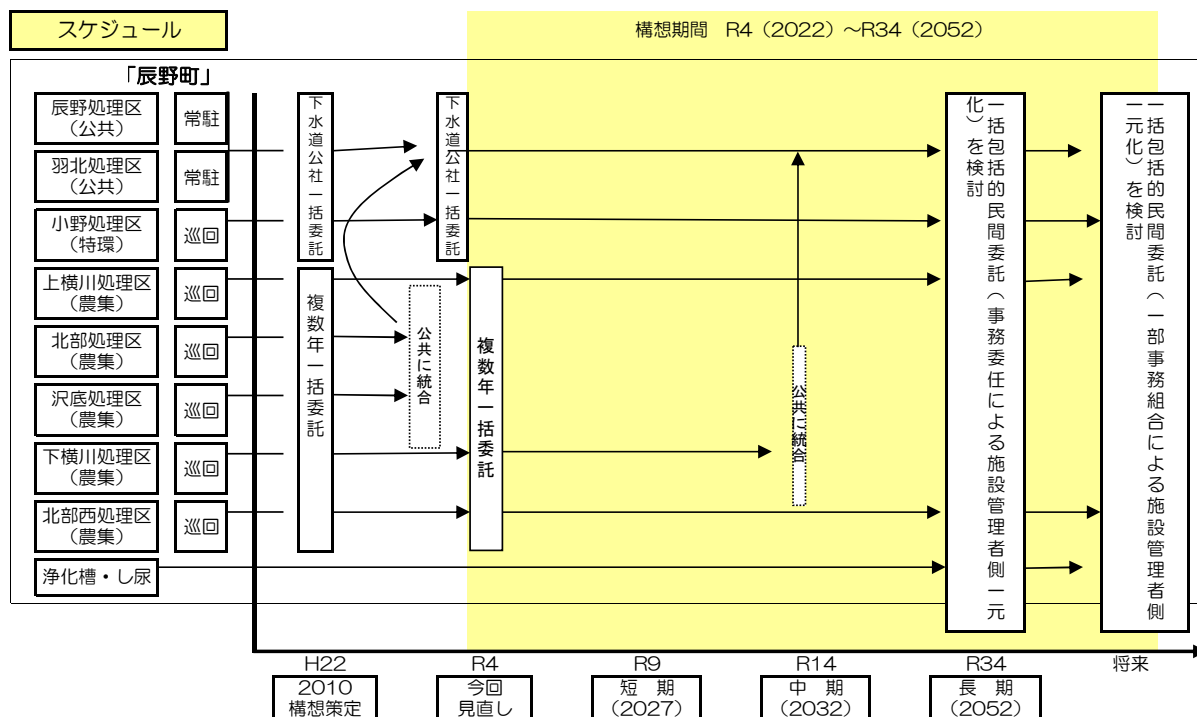 スケジュール
構想期間　R4（2022）～R34（2052）
「辰野町」
辰野処理区
（公共）
常駐
羽北処理区
（公共）
常駐
小野処理区
（特環）
巡回
上横川処理区
（農集）
巡回
北部処理区
（農集）
巡回
沢底処理区
（農集）
巡回
下横川処理区
（農集）
巡回
北部西処理区
（農集）
巡回
浄化槽・し尿
下水道公社一括委託
複数年一括委託
公共に統合
下水道公社一括委託
複数年一括委託
公共に統合
一括包括的民間委託（事務委任による施設管理者側一元
化）を検討
一括包括的民間委託（一部事務組合による施設管理者側
一元化）を検討
H22
R4
R9
R14
R34
将来
2010
構想策定
今回
見直し
短　期
（2027）
中　期
（2032）
長　期
（2052）